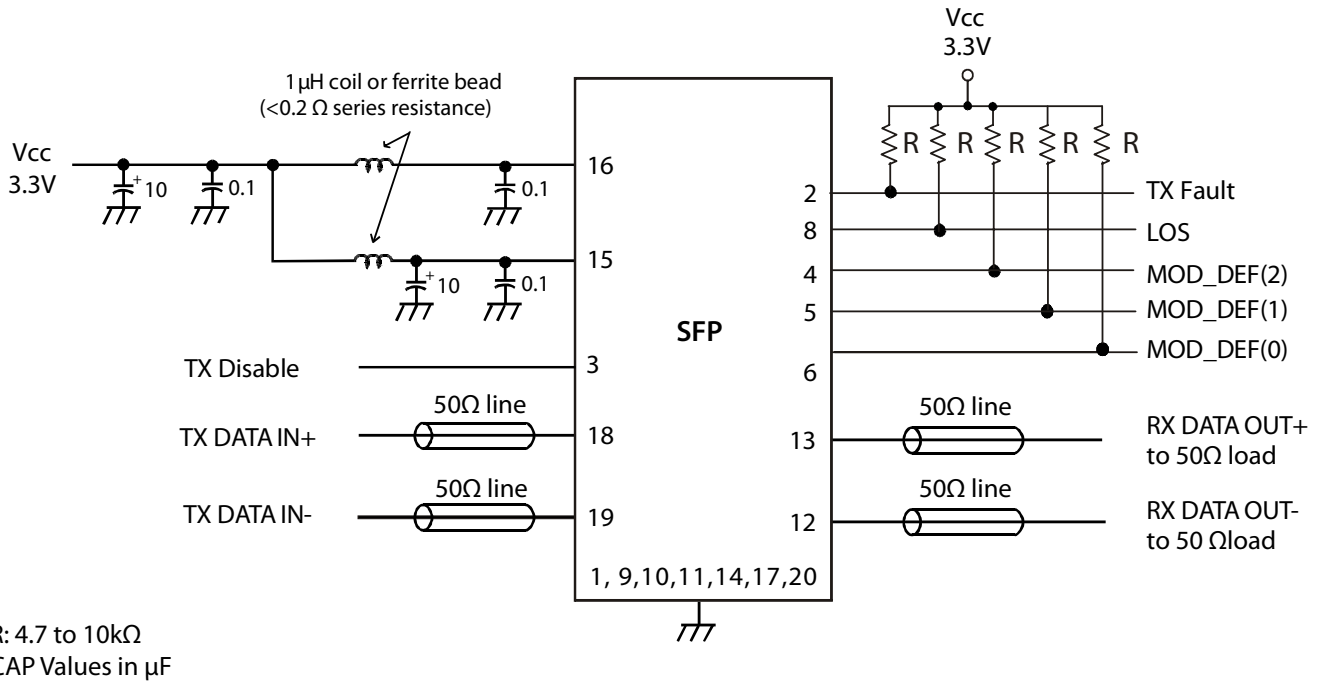 Vcc
3.3V
1µH coil or ferrite bead
(<0.2 Ω series resistance)
Vcc
3.3V
+10
0.1
0.1
+10
0.1
16
15
3
18
19
SFP
1, 9,10,11,14,17,20
2
8
4
5
6
13
12
R
R
R
R
R
TX Fault
LOS
MOD_DEF(2)
MOD_DEF(1)
MOD_DEF(0)
TX Disable
50Ω line
TX DATA IN+
50Ω line
TX DATA IN-
50Ω line
RX DATA OUT+
to 50Ω load
50Ω line
RX DATA OUT-
to 50 Ωload
: 4.7 to 10kΩ
CAP Values in µF